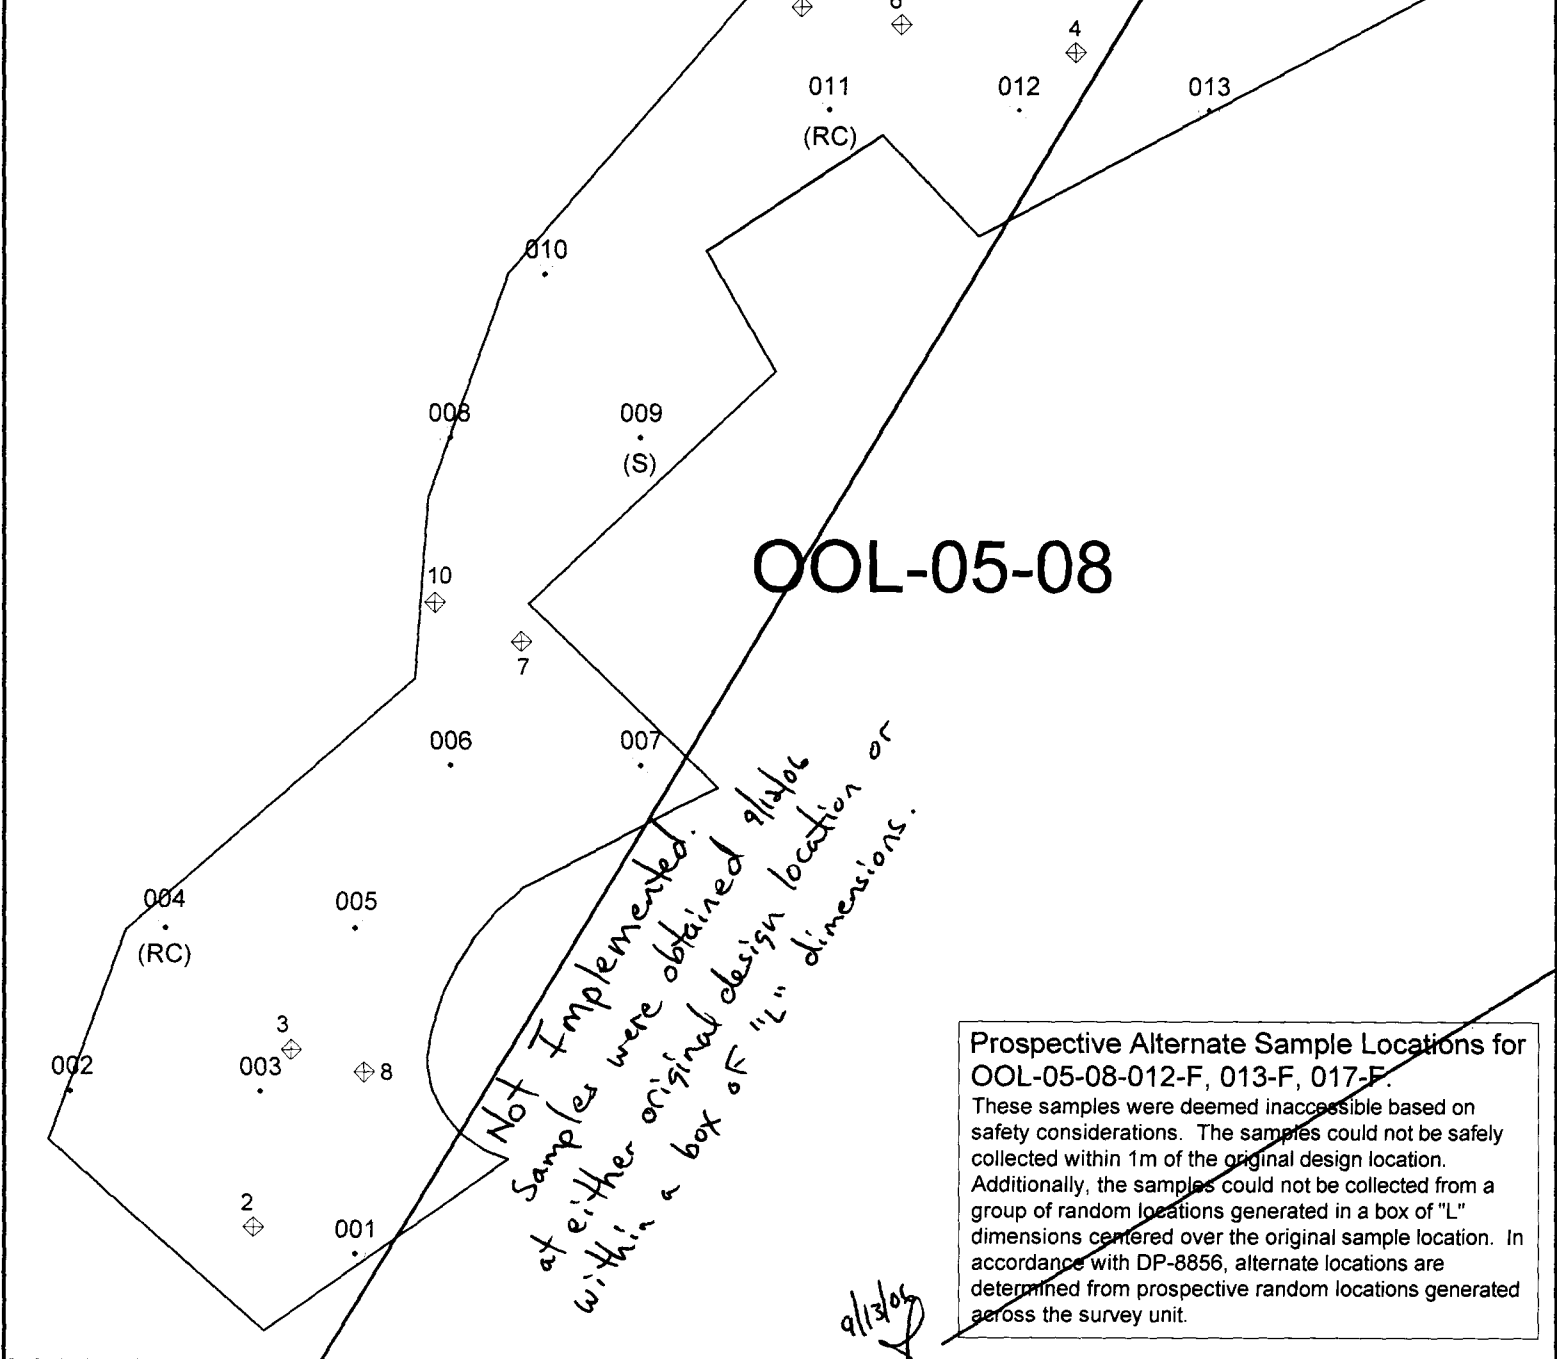 4
011
012
013
(RC)
010
008
009
(S)
OOL-05-08
10
7
006
007
Not Implemented.
Samples were obtained 9/12/06
at either original design location or
within a box of "L" dimensions.
004
005
(RC)
3
002
003
8
2
001
9/13/06
Prospective Alternate Sample Locations for
OOL-05-08-012-F, 013-F, 017-F.
These samples were deemed inaccessible based on
safety considerations. The samples could not be safely
collected within 1m of the original design location.
Additionally, the samples could not be collected from a
group of random locations generated in a box of "L"
dimensions centered over the original sample location. In
accordance with DP-8856, alternate locations are
determined from prospective random locations generated
across the survey unit.